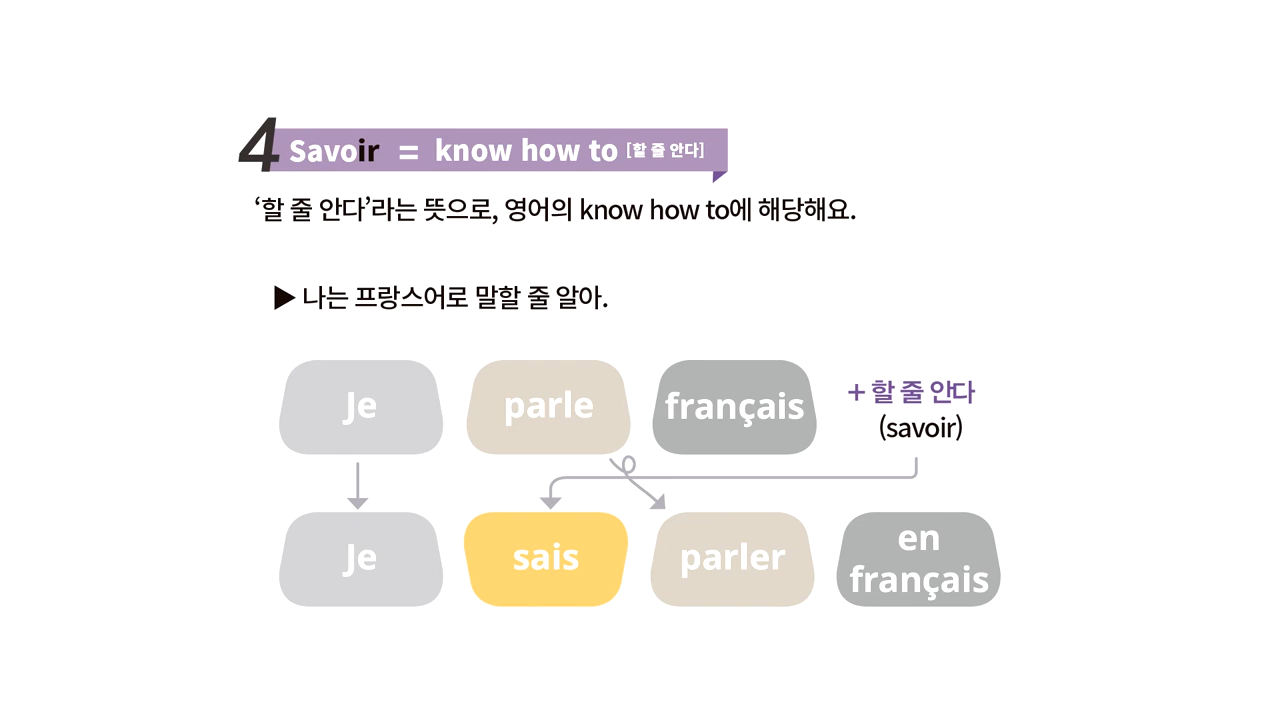 4 Savoir = know how to [할 줄 안다]
‘할 줄 안다’라는 뜻으로, 영어의 know how to에 해당해요.
▶ 나는 프랑스어로 말할 줄 알아.
Je parle français + 할 줄 안다
(savoir)
Je sais parler en
français